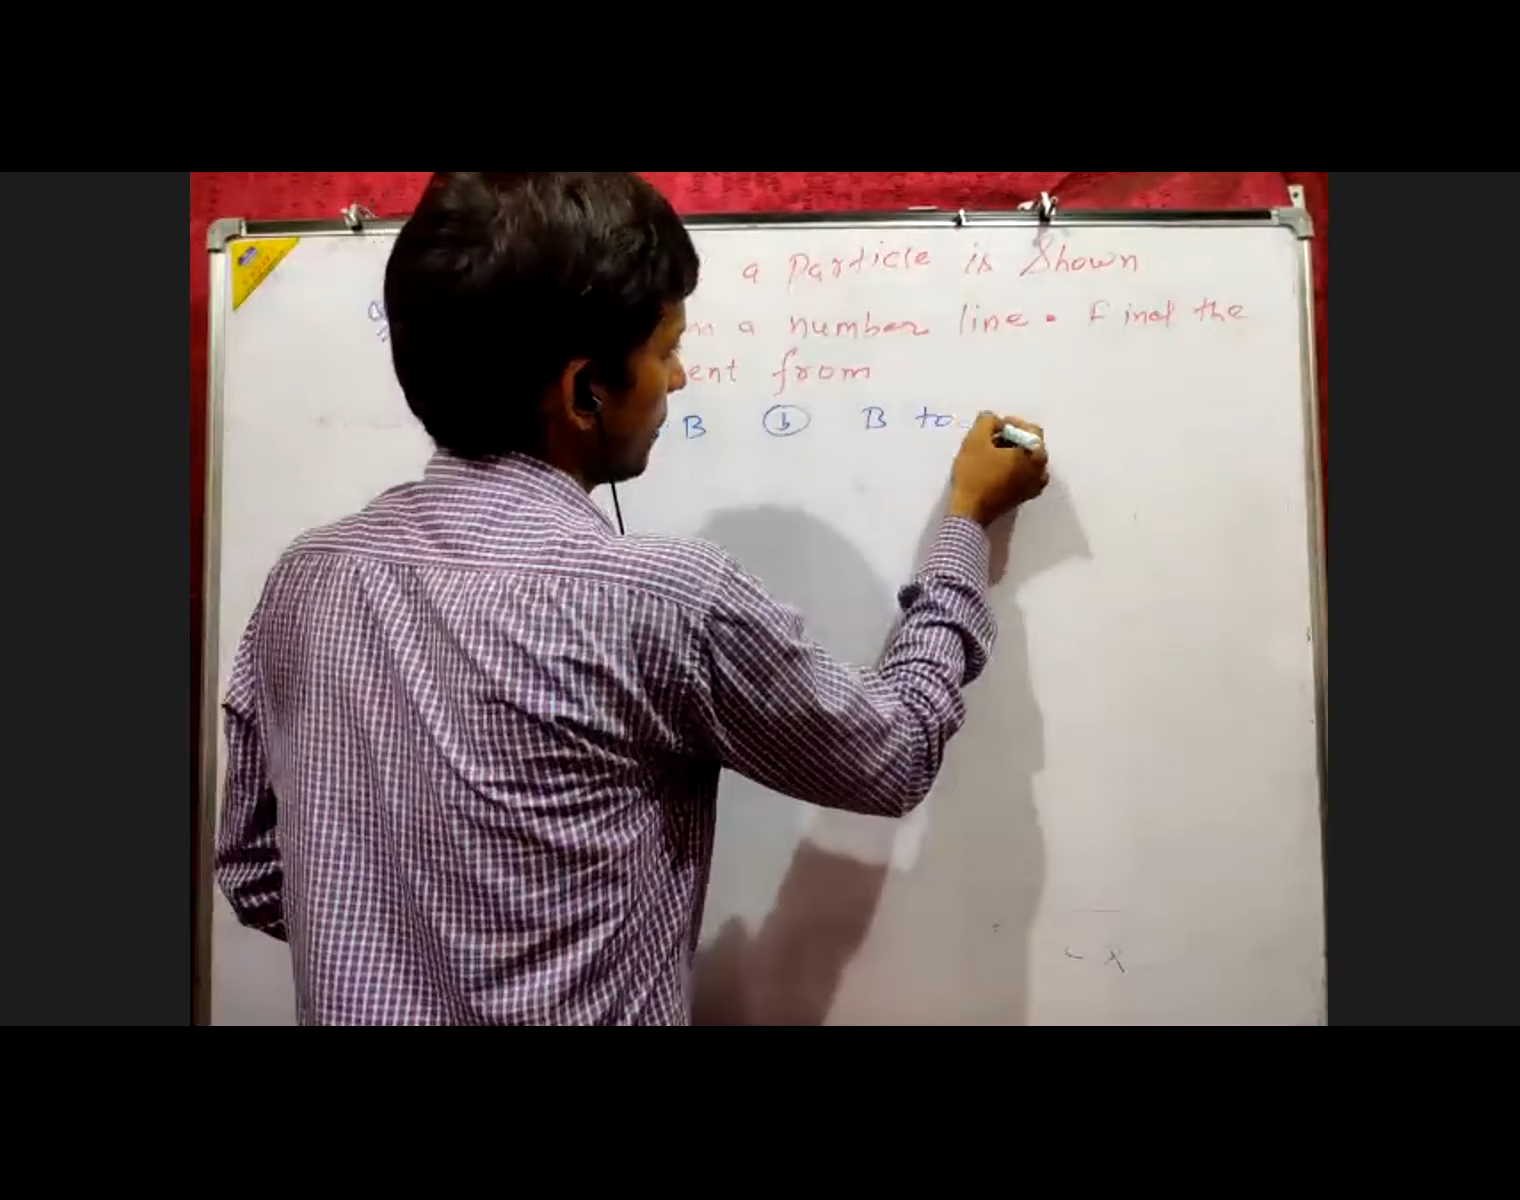 a Particle is Shown
a number line. Find the
ent from
B (b) B to